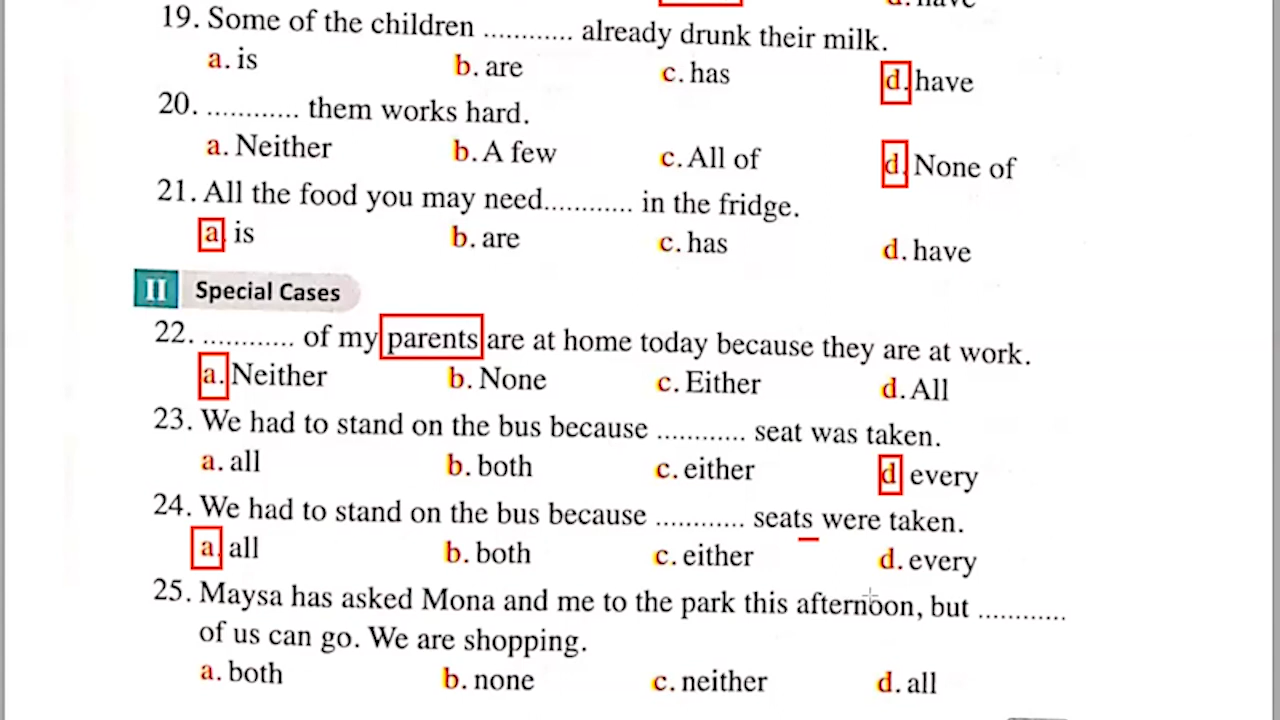 19. Some of the children ............ already drunk their milk.
a. is b. are c. has d. have
20. ............ them works hard.
a. Neither b. A few c. All of d. None of
21. All the food you may need............ in the fridge.
a. is b. are c. has d. have
II Special Cases
22. ............ of my parents are at home today because they are at work.
a. Neither b. None c. Either d. All
23. We had to stand on the bus because ............ seat was taken.
a. all b. both c. either d. every
24. We had to stand on the bus because ............ seats were taken.
a. all b. both c. either d. every
25. Maysa has asked Mona and me to the park this afternoon, but ............
of us can go. We are shopping.
a. both b. none c. neither d. all